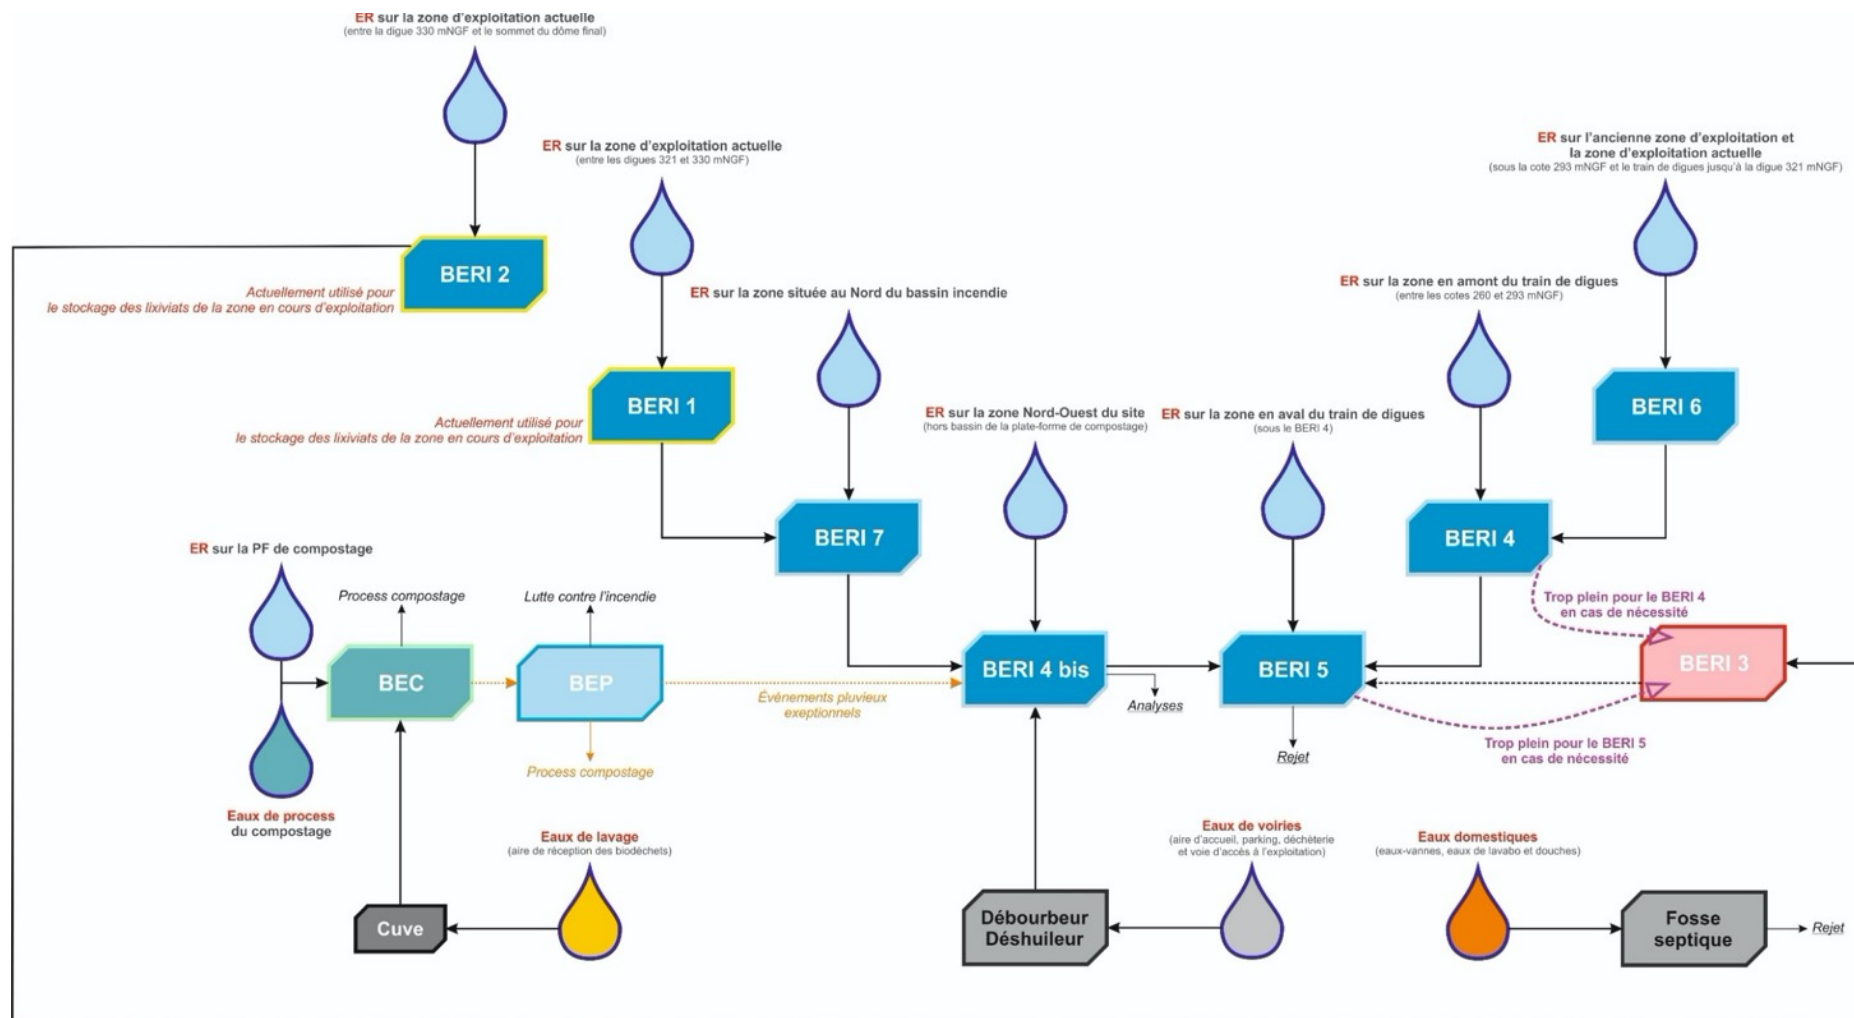 ER sur la zone d'exploitation actuelle
(entre la digue 330 mNGF et le sommet du dôme final)
ER sur la zone d'exploitation actuelle
(entre les digues 321 et 330 mNGF)
ER sur l'ancienne zone d'exploitation et
la zone d'exploitation actuelle
(sous la cote 293 mNGF et le train de digues jusqu'à la digue 321 mNGF)
BERI 2
Actuellement utilisé pour
le stockage des lixiviats de la zone en cours d'exploitation
ER sur la zone située au Nord du bassin incendie
ER sur la zone en amont du train de digues
(entre les cotes 260 et 293 mNGF)
BERI 1
Actuellement utilisé pour
le stockage des lixiviats de la zone en cours d'exploitation
BERI 6
ER sur la zone Nord-Ouest du site
(hors bassin de la plate-forme de compostage)
ER sur la zone en aval du train de digues
(sous le BERI 4)
BERI 7
BERI 4
ER sur la PF de compostage
Process compostage
Lutte contre l'incendie
Trop plein pour le BERI 4
en cas de nécessité
BEC
BEP
BERI 4 bis
BERI 5
BERI 3
Événements pluvieux
exeptionnels
Analyses
Rejet
Trop plein pour le BERI 5
en cas de nécessité
Process compostage
Eaux de process
du compostage
Eaux de lavage
(aire de réception des biodéchets)
Eaux de voiries
(aire d'accueil, parking, déchèterie
et voie d'accès à l'exploitation)
Eaux domestiques
(eaux-vannes, eaux de lavabo et douches)
Cuve
Débourbeur
Déshuileur
Fosse
septique
Rejet